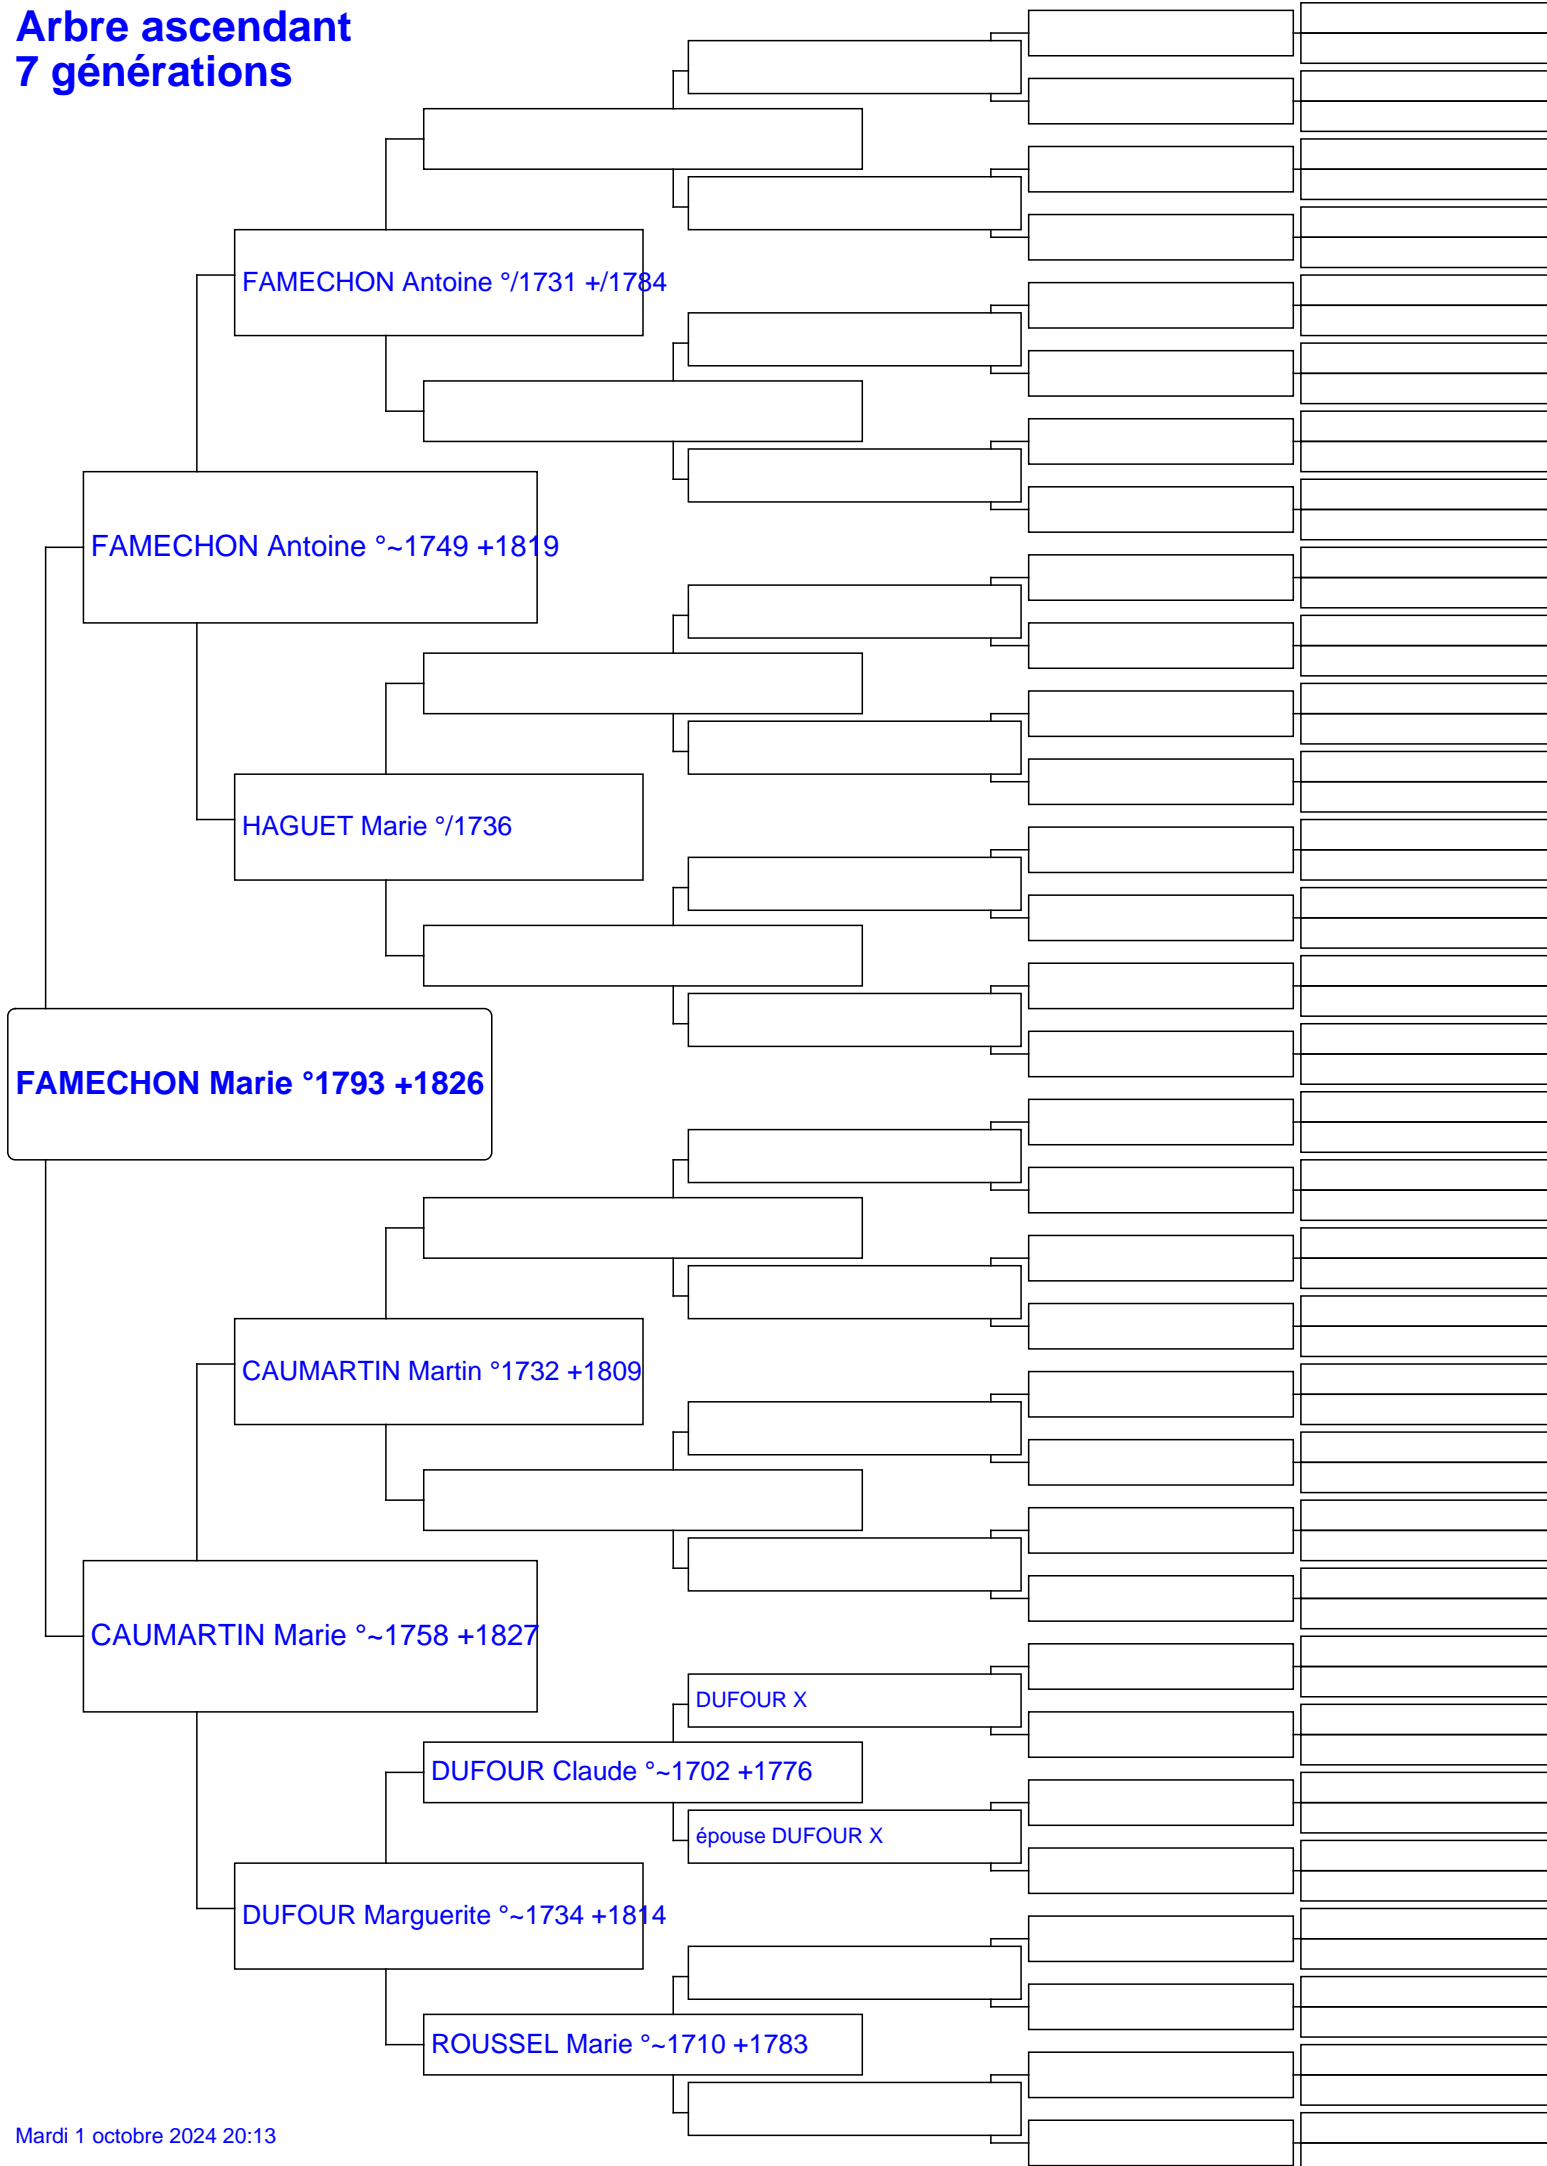 Arbre ascendant
7 générations
FAMECHON Antoine °/1731 +/1784
FAMECHON Antoine °~1749 +1819
HAGUET Marie °/1736
FAMECHON Marie °1793 +1826
CAUMARTIN Martin °1732 +1809
CAUMARTIN Marie °~1758 +1827
DUFOUR X
DUFOUR Claude °~1702 +1776
épouse DUFOUR X
DUFOUR Marguerite °~1734 +1814
ROUSSEL Marie °~1710 +1783
Mardi 1 octobre 2024 20:13